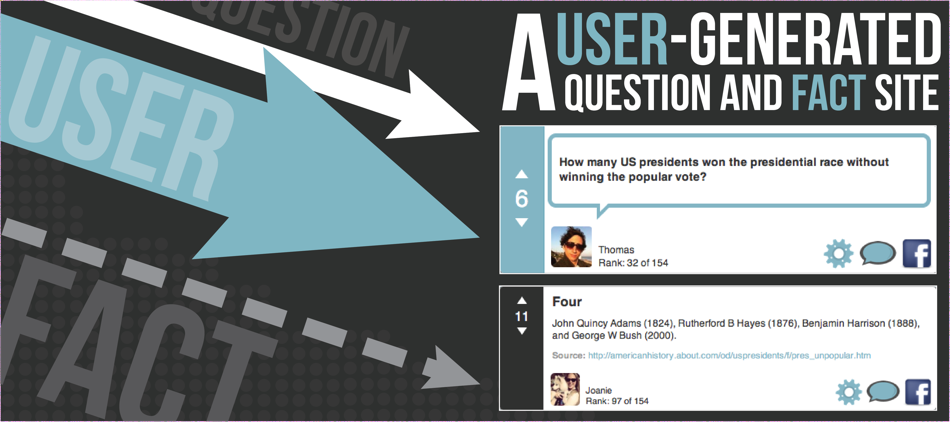 QUESTION
USER
FACT
A USER-GENERATED
QUESTION AND FACT SITE
6
How many US presidents won the presidential race without
winning the popular vote?
Thomas
Rank: 32 of 154
f
11
Four
John Quincy Adams (1824), Rutherford B Hayes (1876), Benjamin Harrison (1888),
and George W Bush (2000).
Source: http://americanhistory.about.com/od/uspresidents/f/pres_unpopular.htm
Joanie
Rank: 97 of 154
f